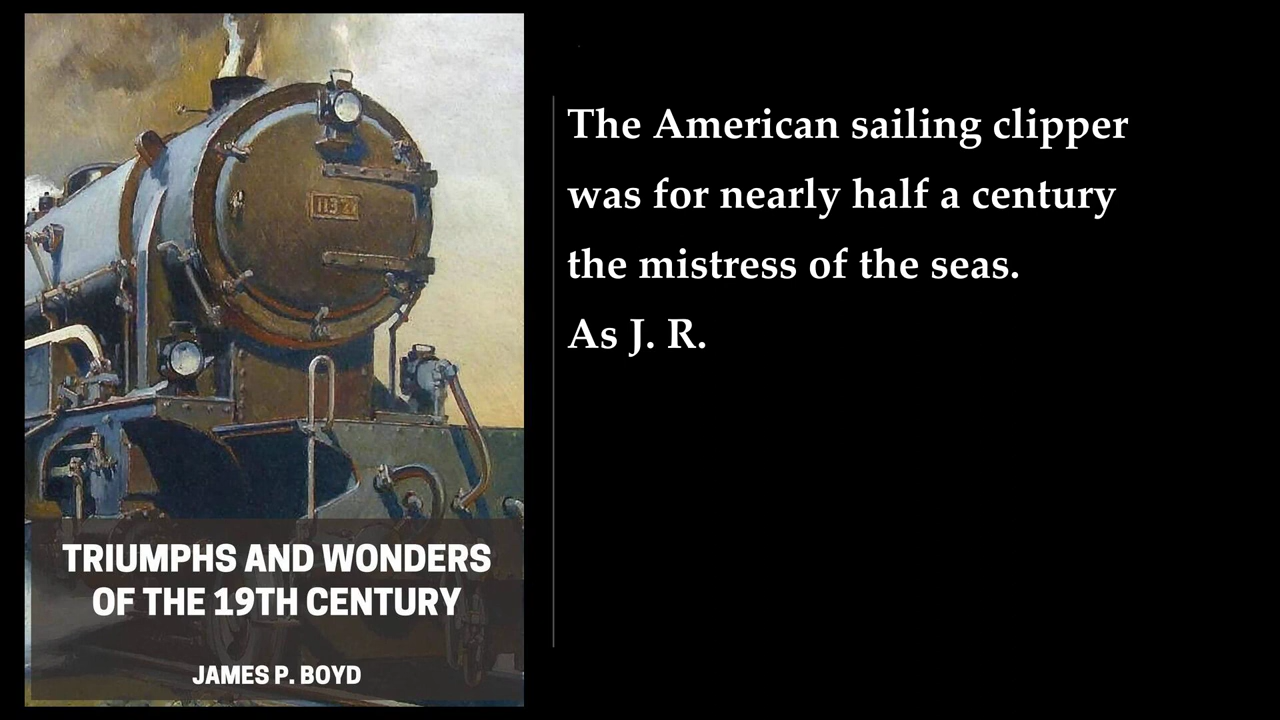 The American sailing clipper
was for nearly half a century
the mistress of the seas.
As J. R.
TRIUMPHS AND WONDERS
OF THE 19TH CENTURY
JAMES P. BOYD